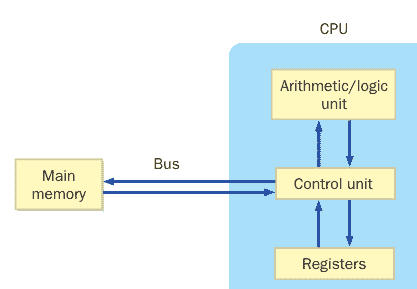 CPU
Arithmetic/logic
unit
Bus
Main
memory
Control unit
Registers